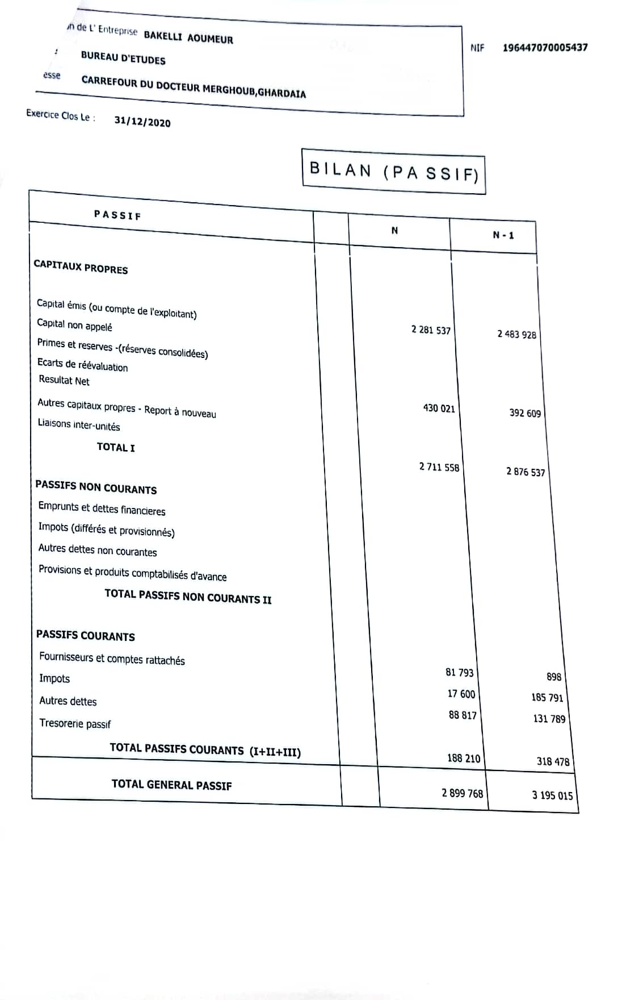 de L' Entreprise BAKELLI AOUMEUR
NIF 196447070005437
: BUREAU D'ETUDES
esse CARREFOUR DU DOCTEUR MERGHOUB,GHARDAIA
Exercice Clos Le : 31/12/2020
BILAN (PASSIF)
PASSIF N N - 1
CAPITAUX PROPRES
Capital émis (ou compte de l'exploitant) 2 281 537 2 483 928
Capital non appelé
Primes et reserves -(réserves consolidées)
Ecarts de réévaluation
Resultat Net 430 021 392 609
Autres capitaux propres - Report à nouveau
Liaisons inter-unités
TOTAL I 2 711 558 2 876 537
PASSIFS NON COURANTS
Emprunts et dettes financieres
Impots (différés et provisionnés)
Autres dettes non courantes
Provisions et produits comptabilisés d'avance
TOTAL PASSIFS NON COURANTS II
PASSIFS COURANTS
Fournisseurs et comptes rattachés 81 793 898
Impots 17 600 185 791
Autres dettes 88 817 131 789
Tresorerie passif
TOTAL PASSIFS COURANTS (I+II+III) 188 210 318 478
TOTAL GENERAL PASSIF 2 899 768 3 195 015